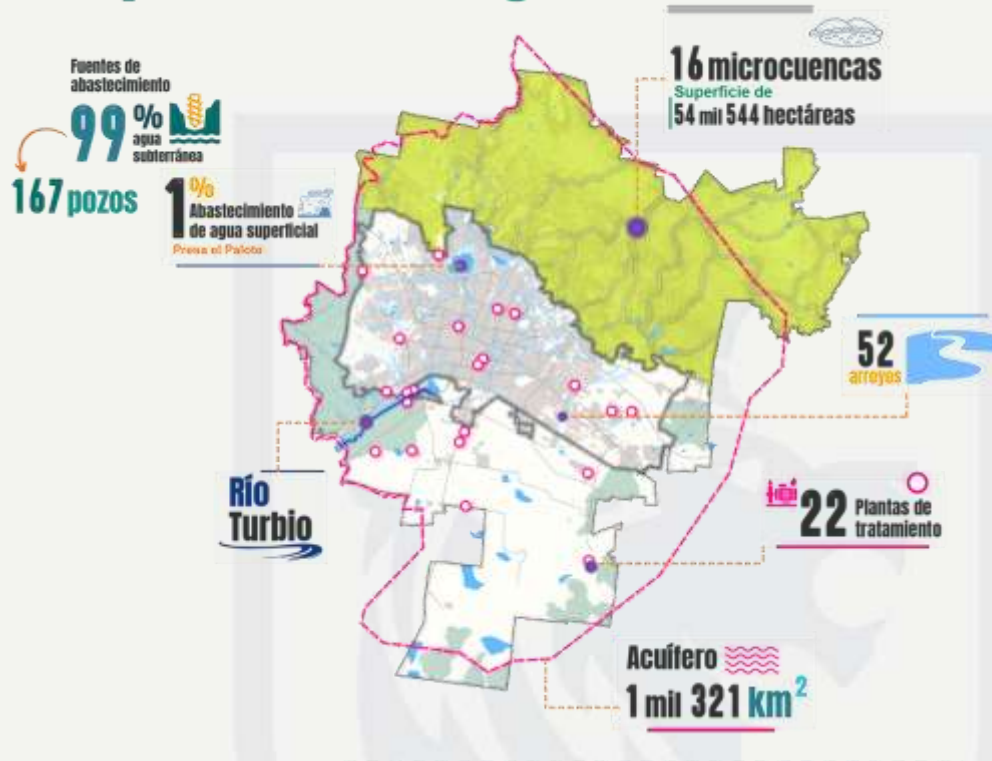 Fuentes de
abastecimiento
99 %
agua
subterránea
167 pozos
1%
Abastecimiento
de agua superficial
Presa el Palote
16 microcuencas
Superficie de
54 mil 544 hectáreas
52
arroyos
Río
Turbio
22 Plantas de
tratamiento
Acuífero
1 mil 321 km²